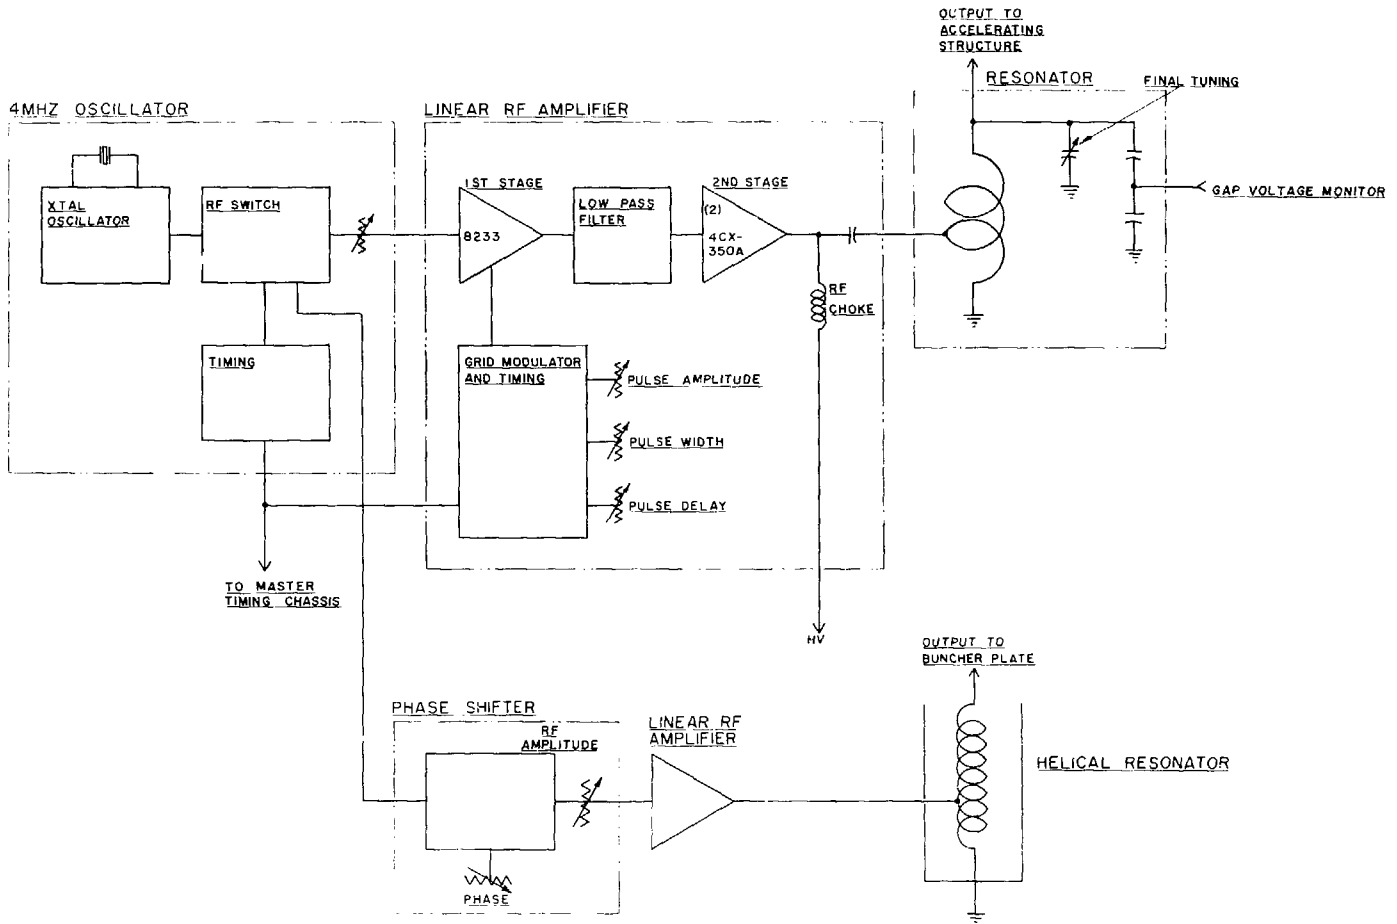 OUTPUT TO
ACCELERATING
STRUCTURE
RESONATOR
FINAL TUNING
GAP VOLTAGE MONITOR
4MHZ OSCILLATOR
XTAL
OSCILLATOR
RF SWITCH
TIMING
TO MASTER
TIMING CHASSIS
LINEAR RF AMPLIFIER
1ST STAGE
8233
LOW PASS
FILTER
2ND STAGE
(2)
4CX-
350A
RF
CHOKE
GRID MODULATOR
AND TIMING
PULSE AMPLITUDE
PULSE WIDTH
PULSE DELAY
HV
PHASE SHIFTER
RF
AMPLITUDE
PHASE
LINEAR RF
AMPLIFIER
OUTPUT TO
BUNCHER PLATE
HELICAL RESONATOR